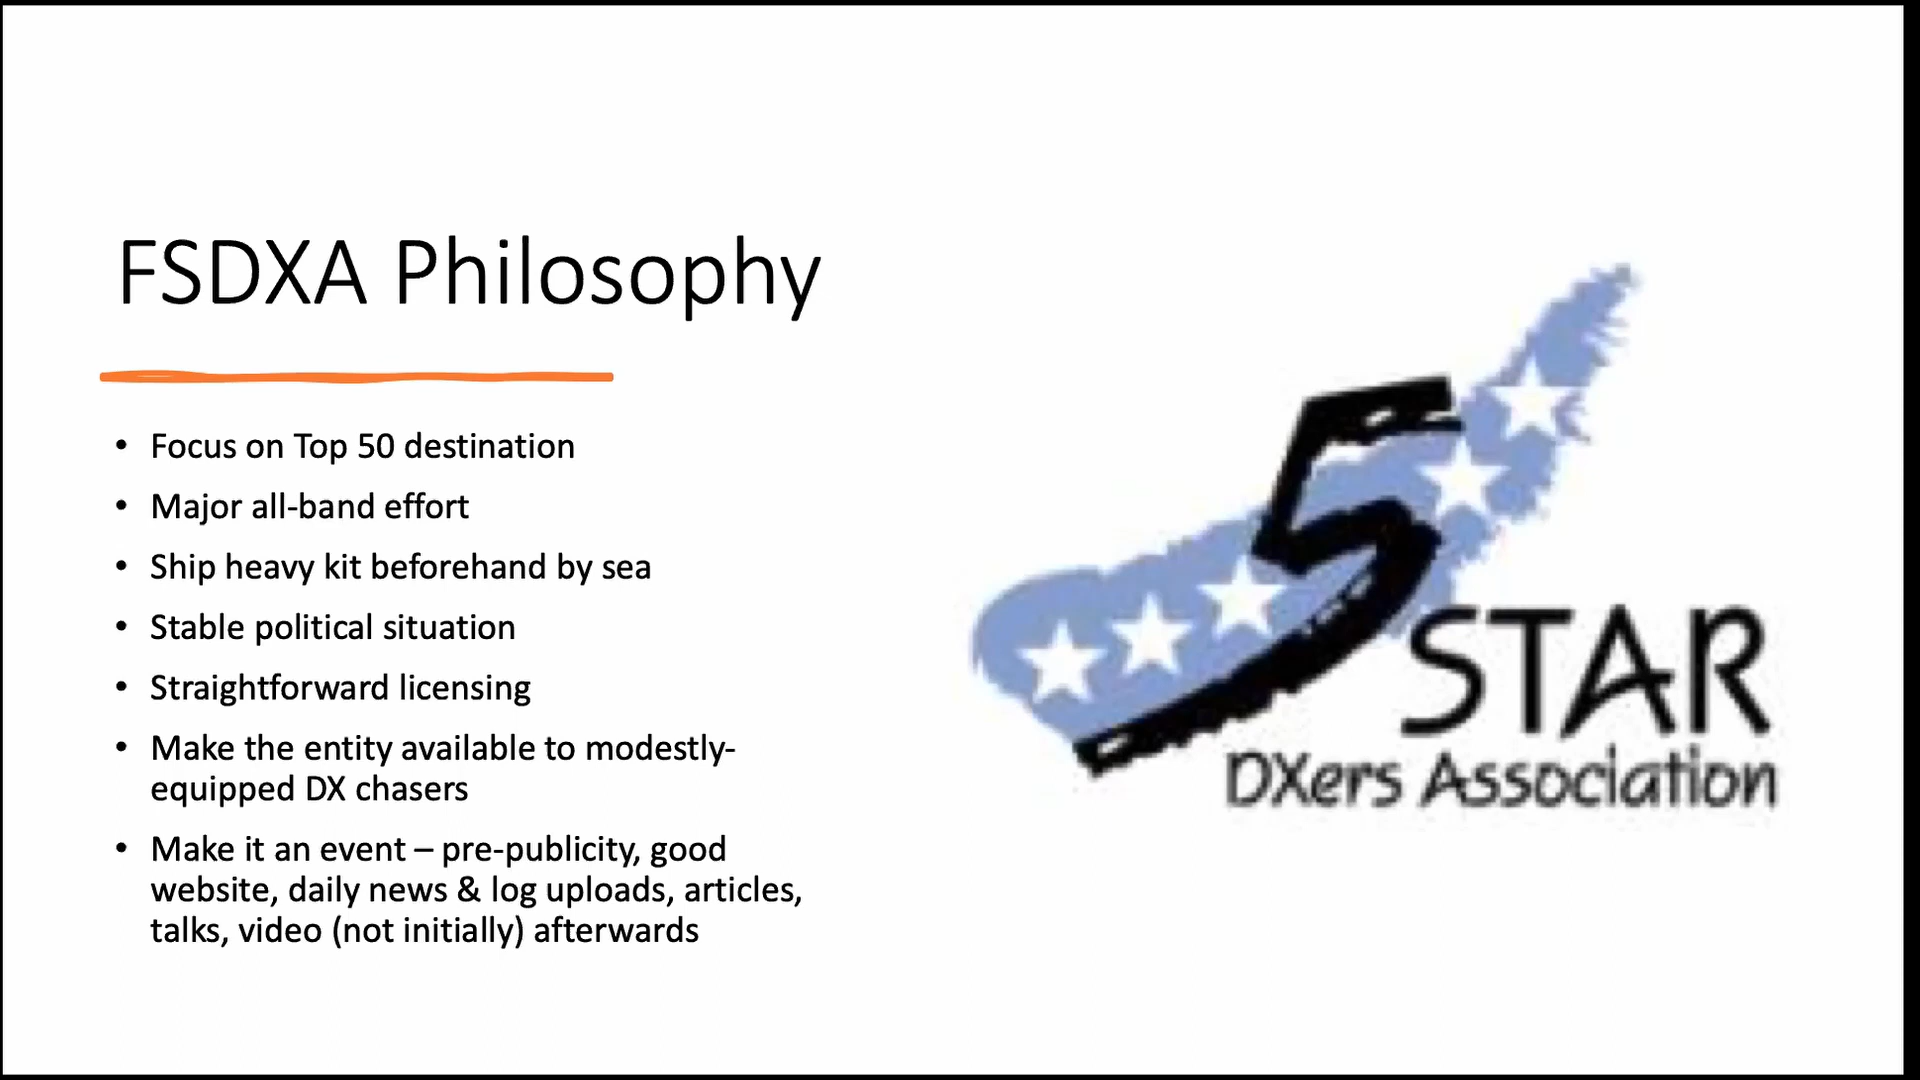 FSDXA Philosophy
• Focus on Top 50 destination
• Major all-band effort
• Ship heavy kit beforehand by sea
• Stable political situation
• Straightforward licensing
• Make the entity available to modestly-
equipped DX chasers
• Make it an event – pre-publicity, good
website, daily news & log uploads, articles,
talks, video (not initially) afterwards
5 STAR
DXers Association